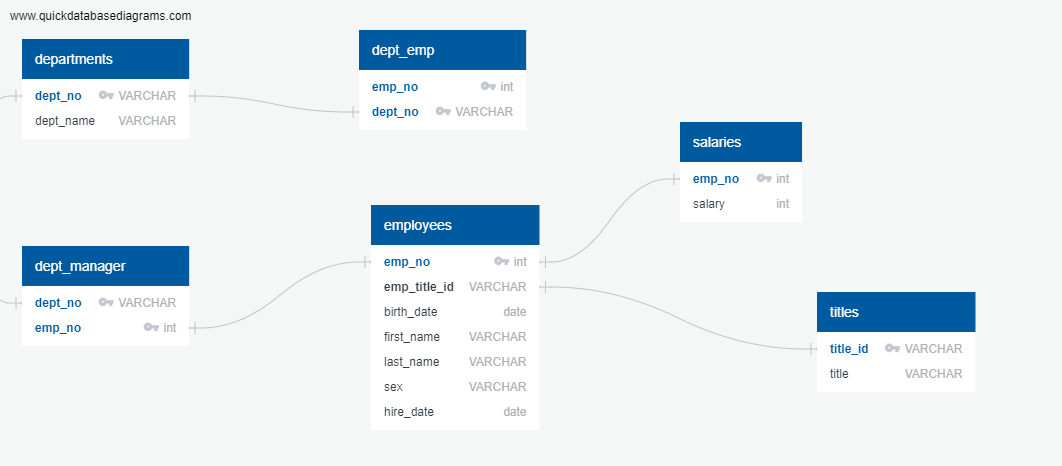 www.quickdatabasediagrams.com
departments
dept_no VARCHAR
dept_name VARCHAR
dept_emp
emp_no int
dept_no VARCHAR
salaries
emp_no int
salary int
employees
emp_no int
emp_title_id VARCHAR
birth_date date
first_name VARCHAR
last_name VARCHAR
sex VARCHAR
hire_date date
dept_manager
dept_no VARCHAR
emp_no int
titles
title_id VARCHAR
title VARCHAR